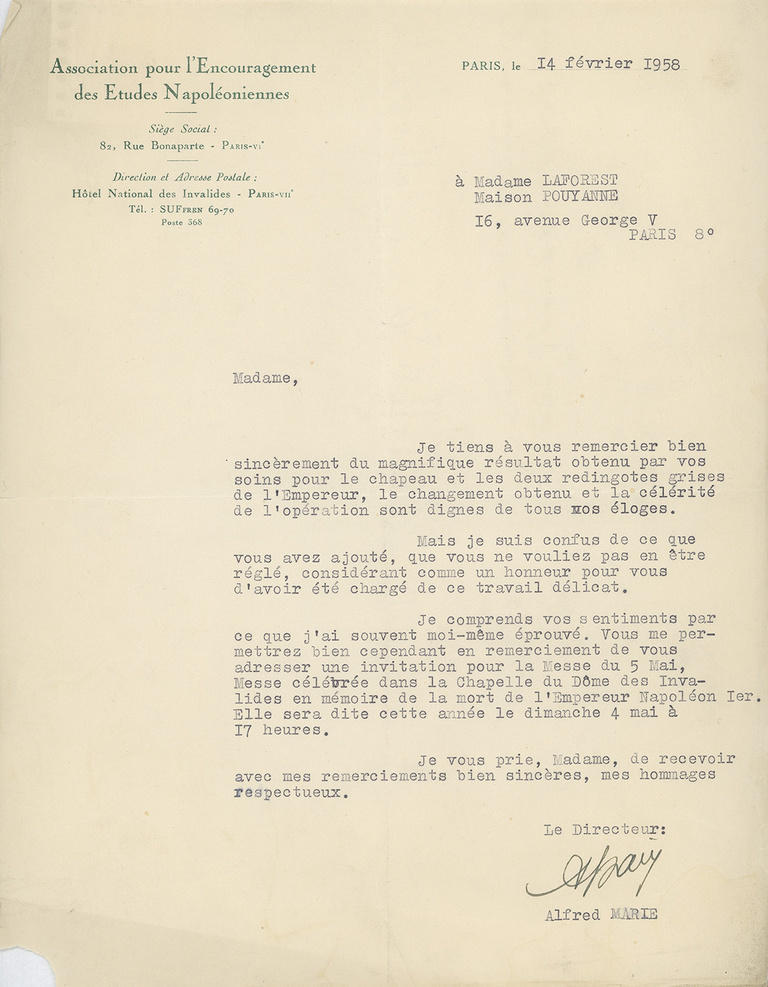 Association pour l'Encouragement
des Etudes Napoléoniennes
Siège Social :
82, Rue Bonaparte - PARIS-VIᵉ
Direction et Adresse Postale :
Hôtel National des Invalides - PARIS-VIIᵉ
Tél. : SUFFREN 69-70
Poste 368
PARIS, le 14 février 1958
à Madame LAFOREST
Maison POUYANNE
16, avenue George V
PARIS 8°
Madame,
Je tiens à vous remercier bien
sincèrement du magnifique résultat obtenu par vos
soins pour le chapeau et les deux redingotes grises
de l'Empereur, le changement obtenu et la célérité
de l'opération sont dignes de tous nos éloges.
Mais je suis confus de ce que
vous avez ajouté, que vous ne vouliez pas en être
réglé, considérant comme un honneur pour vous
d'avoir été chargé de ce travail délicat.
Je comprends vos sentiments par
ce que j'ai souvent moi-même éprouvé. Vous me per-
mettrez bien cependant en remerciement de vous
adresser une invitation pour la Messe du 5 Mai,
Messe célébrée dans la Chapelle du Dôme des Inva-
lides en mémoire de la mort de l'Empereur Napoléon Ier.
Elle sera dite cette année le dimanche 4 mai à
17 heures.
Je vous prie, Madame, de recevoir
avec mes remerciements bien sincères, mes hommages
respectueux.
Le Directeur:
Alfred MARIE